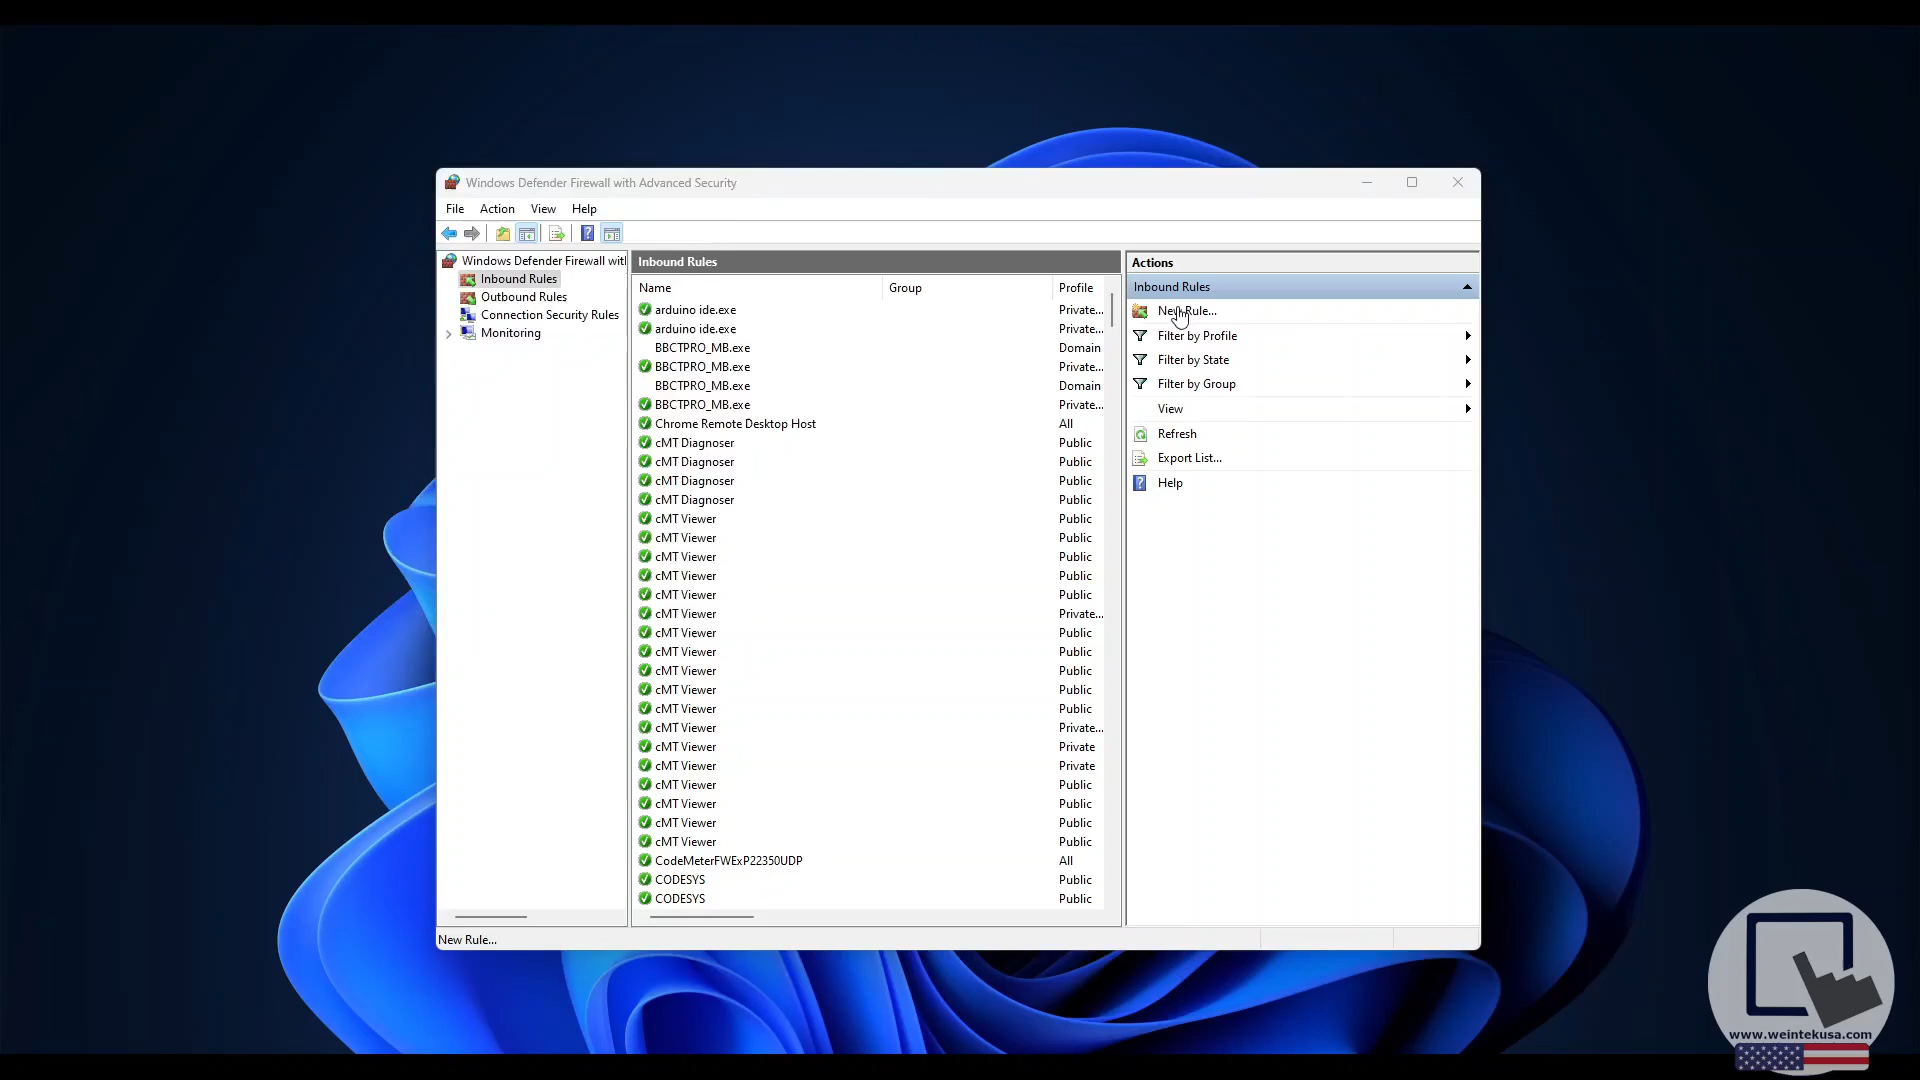 Windows Defender Firewall with Advanced Security
File Action View Help
Windows Defender Firewall wit
Inbound Rules
Outbound Rules
Connection Security Rules
Monitoring
Inbound Rules
Name Group Profile
arduino ide.exe Private...
arduino ide.exe Private...
BBCTPRO_MB.exe Domain
BBCTPRO_MB.exe Private...
BBCTPRO_MB.exe Domain
BBCTPRO_MB.exe Private...
Chrome Remote Desktop Host All
cMT Diagnoser Public
cMT Diagnoser Public
cMT Diagnoser Public
cMT Diagnoser Public
cMT Viewer Public
cMT Viewer Public
cMT Viewer Public
cMT Viewer Public
cMT Viewer Public
cMT Viewer Private...
cMT Viewer Public
cMT Viewer Public
cMT Viewer Public
cMT Viewer Public
cMT Viewer Public
cMT Viewer Private...
cMT Viewer Private
cMT Viewer Private
cMT Viewer Public
cMT Viewer Public
cMT Viewer Public
cMT Viewer Public
CodeMeterFWExP22350UDP All
CODESYS Public
CODESYS Public
Actions
Inbound Rules
New Rule...
Filter by Profile
Filter by State
Filter by Group
View
Refresh
Export List...
Help
New Rule...
www.weintekusa.com